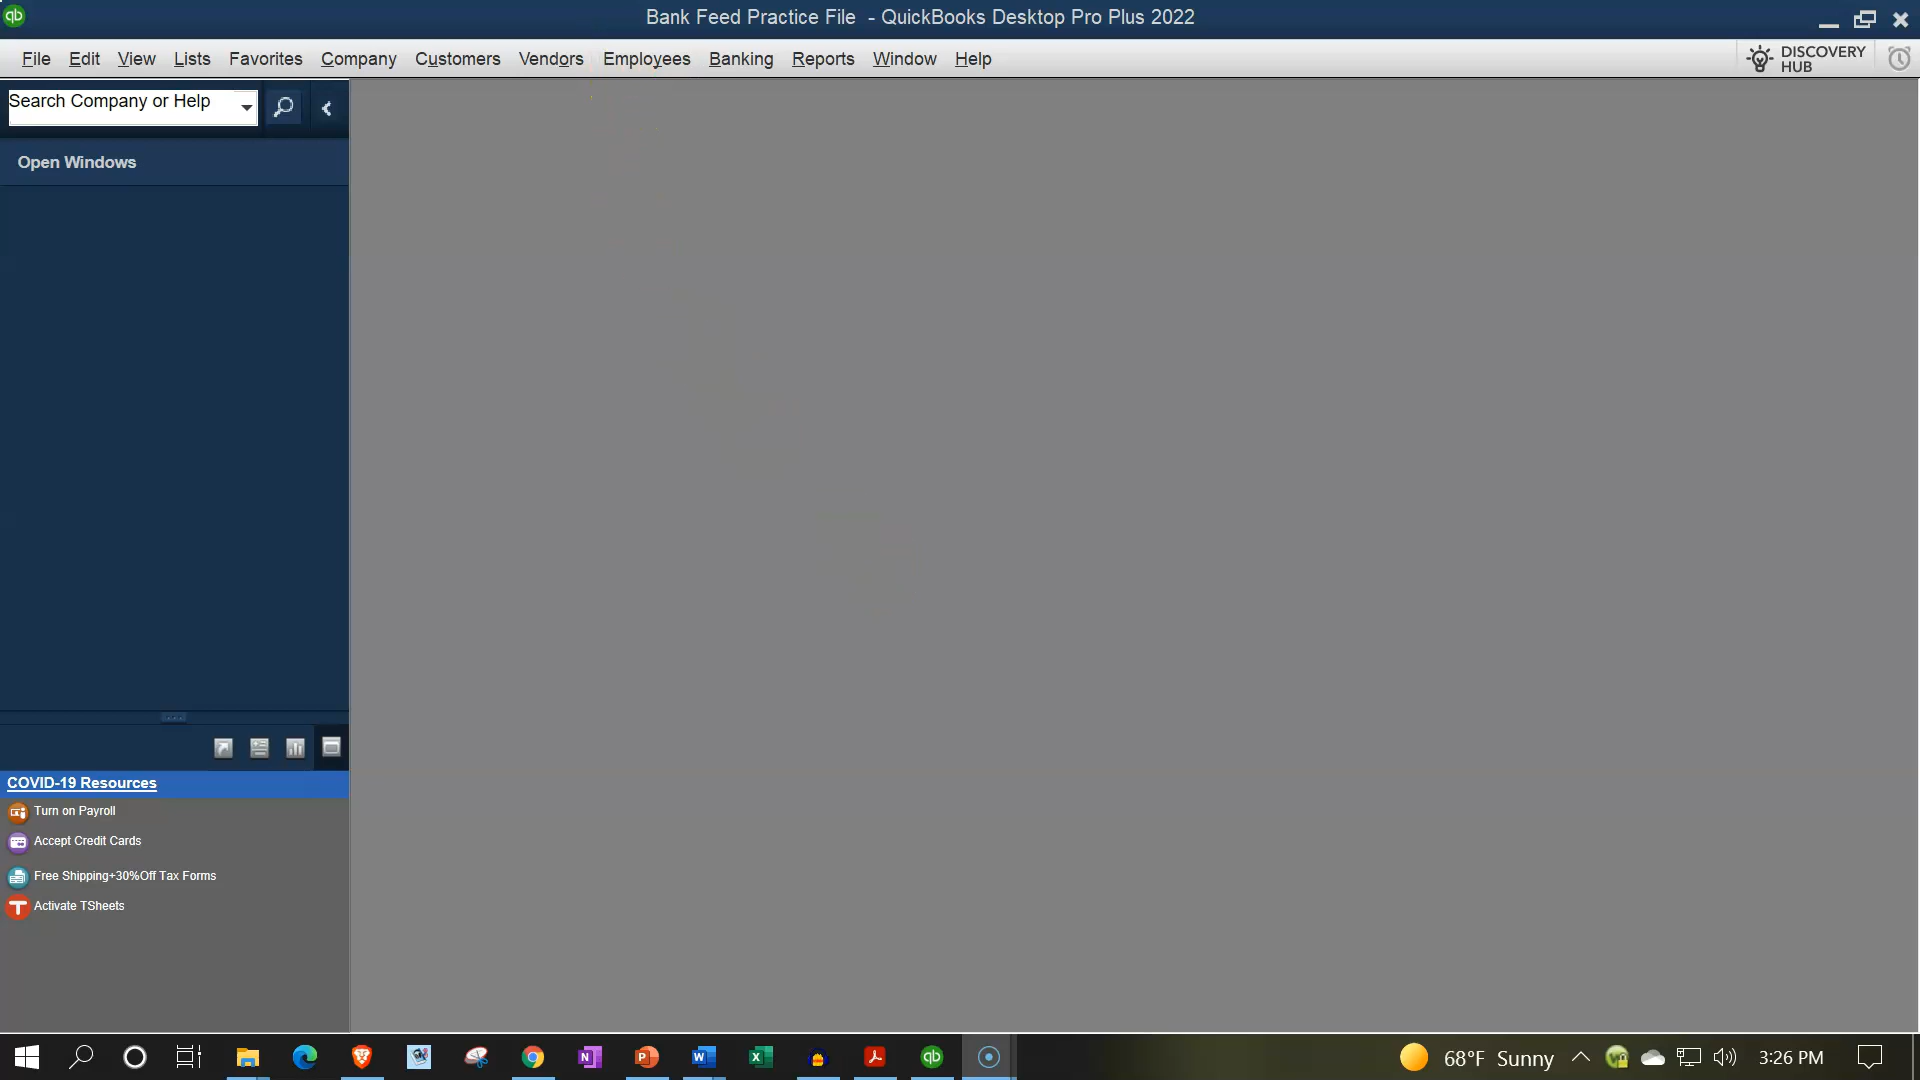 qb
Bank Feed Practice File - QuickBooks Desktop Pro Plus 2022
File Edit View Lists Favorites Company Customers Vendors Employees Banking Reports Window Help
DISCOVERY
HUB
Search Company or Help
Open Windows
COVID-19 Resources
Turn on Payroll
Accept Credit Cards
Free Shipping+30%Off Tax Forms
Activate TSheets
68°F Sunny
3:26 PM